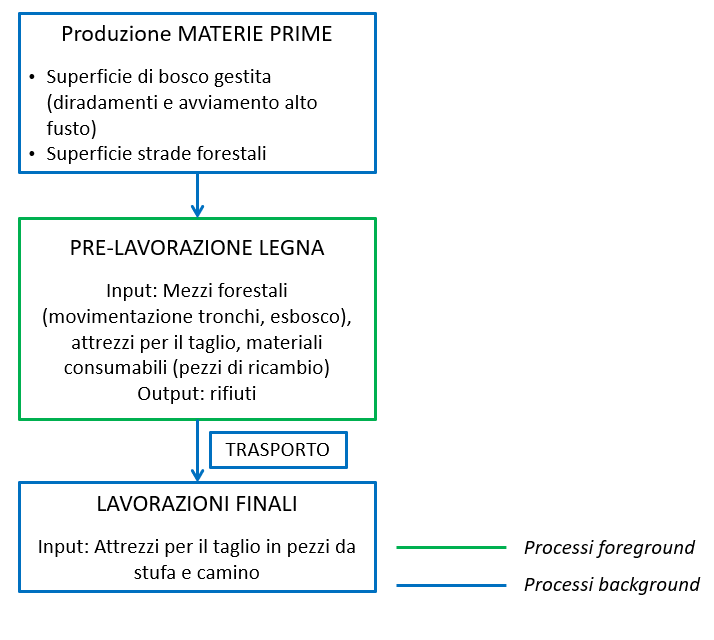 Produzione MATERIE PRIME
• Superficie di bosco gestita
(diradamenti e avviamento alto
fusto)
• Superficie strade forestali
PRE-LAVORAZIONE LEGNA
Input: Mezzi forestali
(movimentazione tronchi, esbosco),
attrezzi per il taglio, materiali
consumabili (pezzi di ricambio)
Output: rifiuti
TRASPORTO
LAVORAZIONI FINALI
Input: Attrezzi per il taglio in pezzi da
stufa e camino
Processi foreground
Processi background